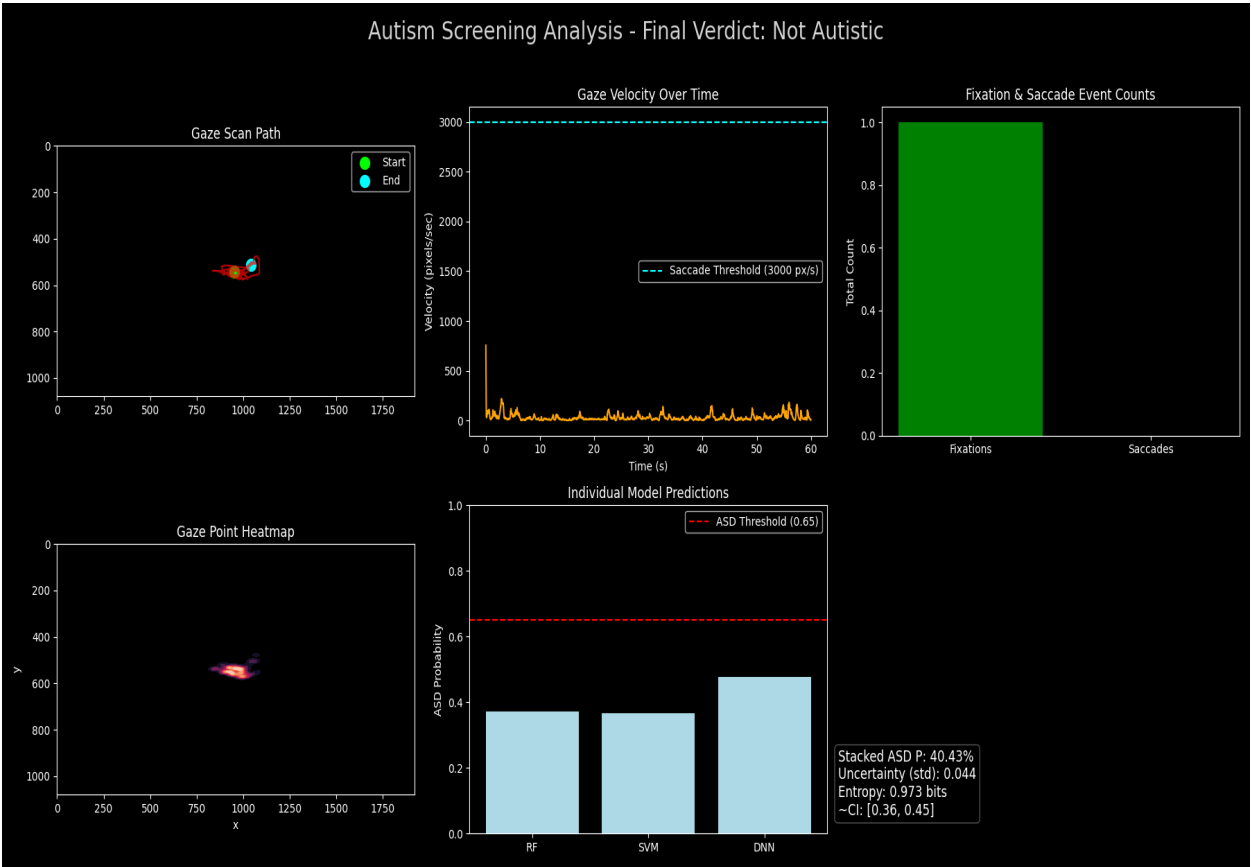 Autism Screening Analysis - Final Verdict: Not Autistic
Gaze Scan Path
0
200
400
600
800
1000
0 250 500 750 1000 1250 1500 1750
Start
End
Gaze Velocity Over Time
Velocity (pixels/sec)
3000
2500
2000
1500
1000
500
0
Saccade Threshold (3000 px/s)
0 10 20 30 40 50 60
Time (s)
Fixation & Saccade Event Counts
Total Count
1.0
0.8
0.6
0.4
0.2
0.0
Fixations Saccades
Gaze Point Heatmap
y
0
200
400
600
800
1000
0 250 500 750 1000 1250 1500 1750
x
Individual Model Predictions
ASD Probability
1.0
0.8
0.6
0.4
0.2
0.0
ASD Threshold (0.65)
RF SVM DNN
Stacked ASD P: 40.43%
Uncertainty (std): 0.044
Entropy: 0.973 bits
~CI: [0.36, 0.45]